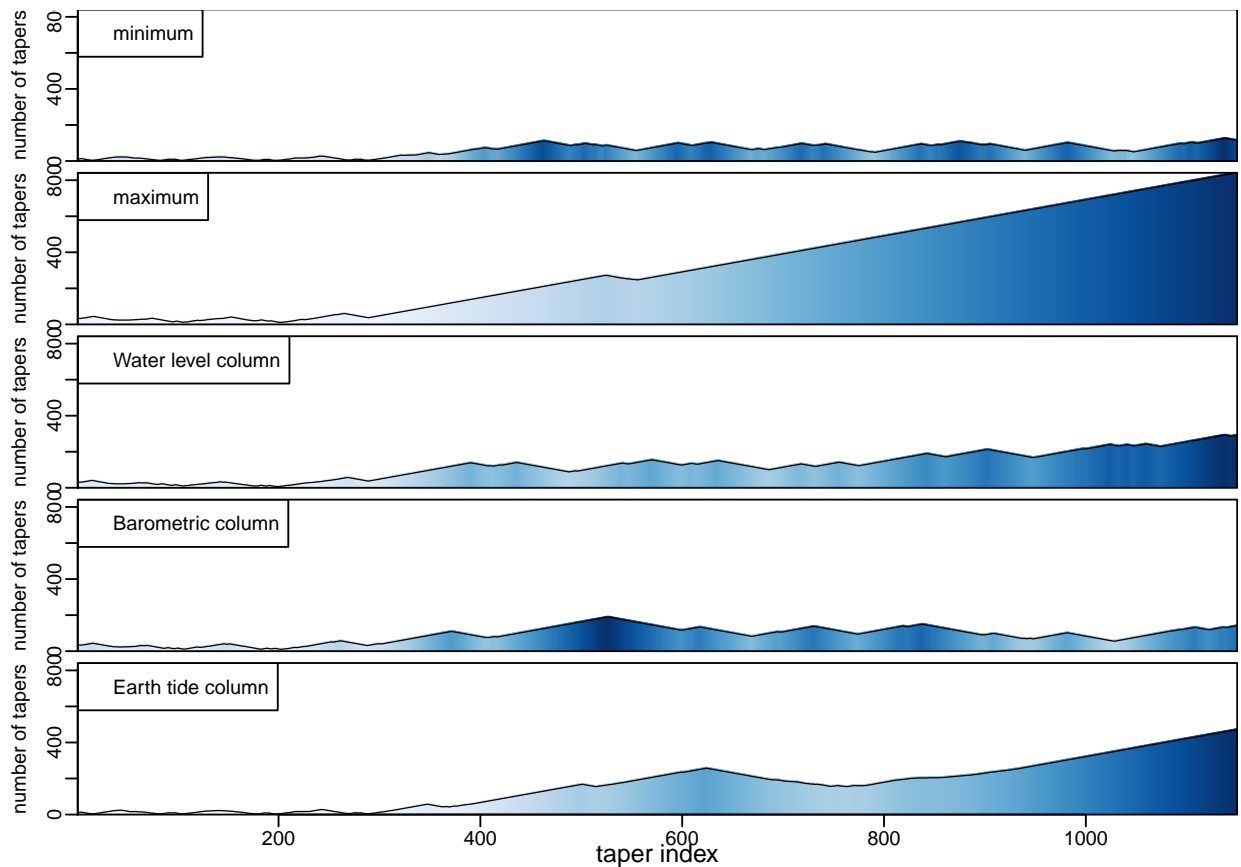 number of tapers
80
400
0
minimum
number of tapers
800
400
0
maximum
number of tapers
800
400
0
Water level column
number of tapers
800
400
0
Barometric column
number of tapers
800
400
0
Earth tide column
200 400 600 800 1000
taper index